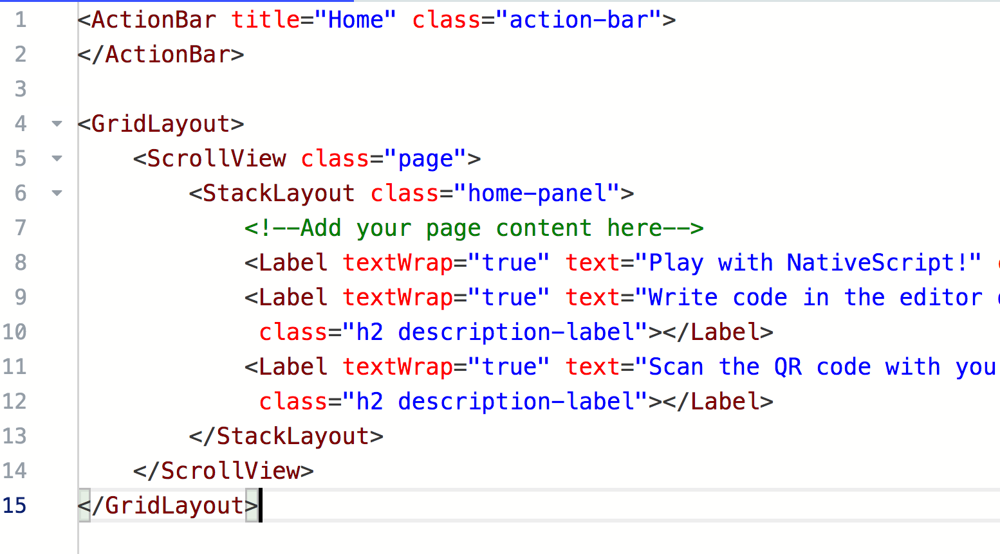 1 <ActionBar title="Home" class="action-bar">
2 </ActionBar>
3
4 <GridLayout>
5 <ScrollView class="page">
6 <StackLayout class="home-panel">
7 <!--Add your page content here-->
8 <Label textWrap="true" text="Play with NativeScript!"
9 <Label textWrap="true" text="Write code in the editor
10 class="h2 description-label"></Label>
11 <Label textWrap="true" text="Scan the QR code with you
12 class="h2 description-label"></Label>
13 </StackLayout>
14 </ScrollView>
15 </GridLayout>